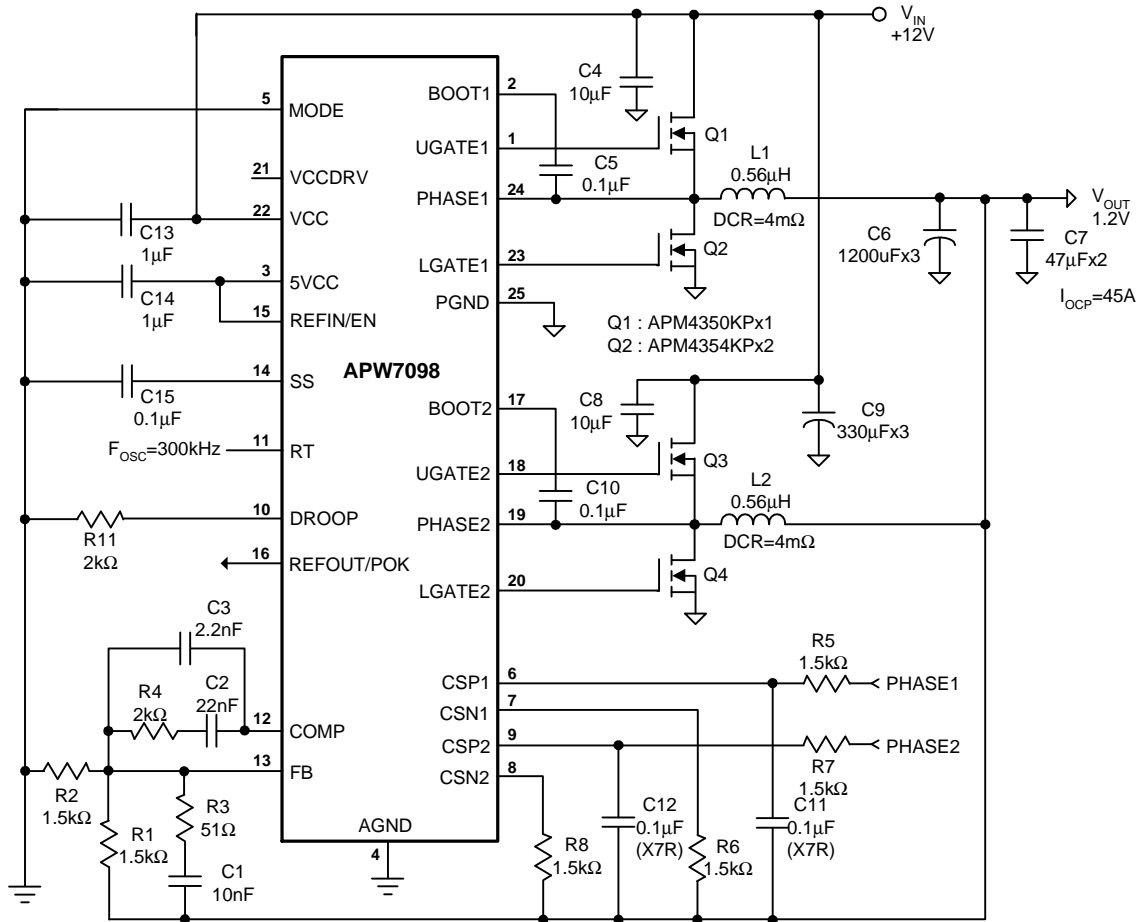 V_IN
+12V
C4
10µF
BOOT1
2
5
MODE
UGATE1
1
Q1
C5
0.1µF
L1
0.56µH
21
VCCDRV
PHASE1
24
DCR=4mΩ
V_OUT
1.2V
22
VCC
C13
1µF
C6
1200uFx3
C7
47µFx2
LGATE1
23
Q2
3
5VCC
C14
1µF
PGND
25
I_OCP=45A
15
REFIN/EN
Q1 : APM4350KPx1
Q2 : APM4354KPx2
APW7098
14
SS
C15
0.1µF
BOOT2
17
C8
10µF
C9
330µFx3
F_OSC=300kHz
11
RT
UGATE2
18
Q3
C10
0.1µF
L2
0.56µH
10
DROOP
PHASE2
19
DCR=4mΩ
R11
2kΩ
16
REFOUT/POK
LGATE2
20
Q4
C3
2.2nF
R5
1.5kΩ
CSP1
6
PHASE1
R4
2kΩ
C2
22nF
CSN1
7
12
COMP
CSP2
9
PHASE2
R7
1.5kΩ
13
FB
CSN2
8
R2
1.5kΩ
R3
51Ω
C12
0.1µF
(X7R)
C11
0.1µF
(X7R)
AGND
4
R1
1.5kΩ
R8
1.5kΩ
R6
1.5kΩ
C1
10nF